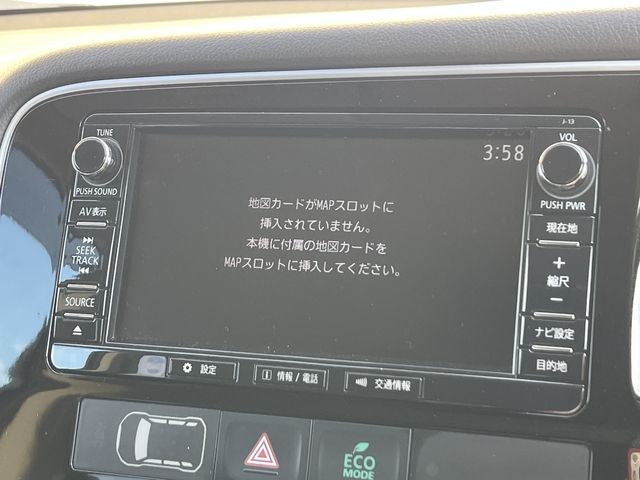 J-13
TUNE
PUSH SOUND
AV表示
SEEK
TRACK
SOURCE
3:58
地図カードがMAPスロットに
挿入されていません。
本機に付属の地図カードを
MAPスロットに挿入してください。
VOL
PUSH PWR
現在地
+
縮尺
−
ナビ設定
目的地
設定
情報 / 電話
交通情報
ECO
MODE